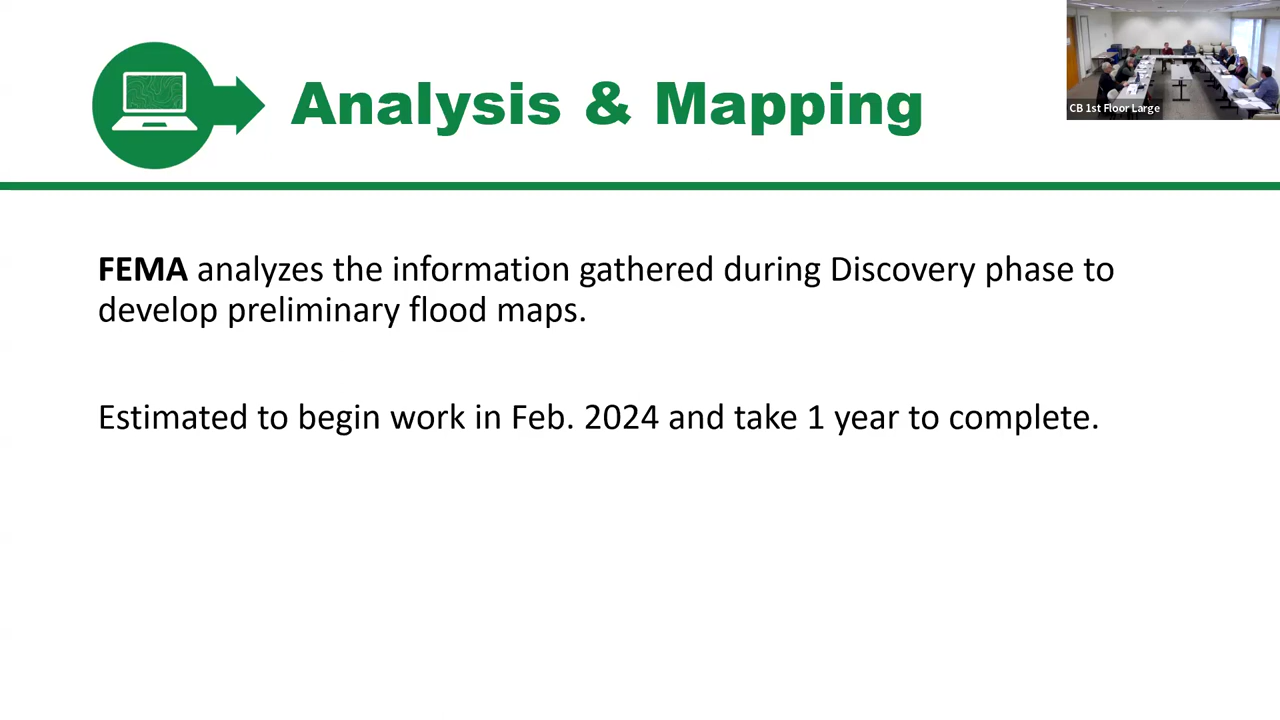 Analysis & Mapping
CB 1st Floor Large
FEMA analyzes the information gathered during Discovery phase to
develop preliminary flood maps.
Estimated to begin work in Feb. 2024 and take 1 year to complete.